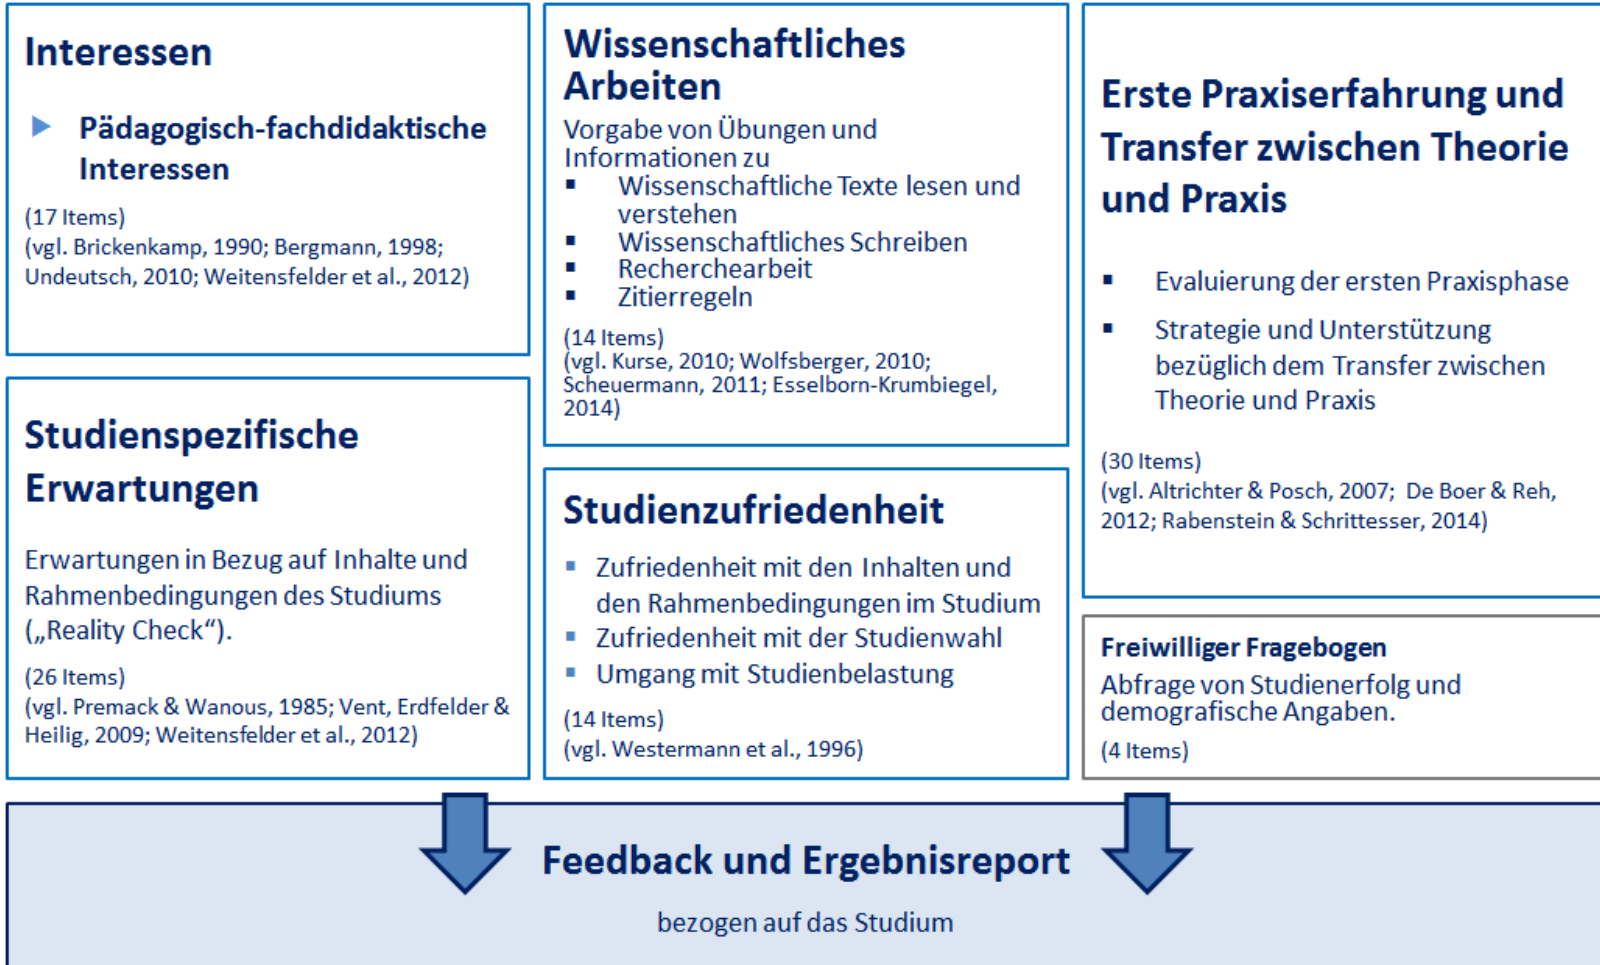 Interessen
Pädagogisch-fachdidaktische
Interessen
(17 Items)
(vgl. Brickenkamp, 1990; Bergmann, 1998;
Undeutsch, 2010; Weitensfelder et al., 2012)
Studienspezifische
Erwartungen
Erwartungen in Bezug auf Inhalte und
Rahmenbedingungen des Studiums
(„Reality Check“).
(26 Items)
(vgl. Premack & Wanous, 1985; Vent, Erdfelder &
Heilig, 2009; Weitensfelder et al., 2012)
Wissenschaftliches
Arbeiten
Vorgabe von Übungen und
Informationen zu
▪ Wissenschaftliche Texte lesen und
verstehen
▪ Wissenschaftliches Schreiben
▪ Recherchearbeit
▪ Zitierregeln
(14 Items)
(vgl. Kurse, 2010; Wolfsberger, 2010;
Scheuermann, 2011; Esselborn-Krumbiegel,
2014)
Studienzufriedenheit
▪ Zufriedenheit mit den Inhalten und
den Rahmenbedingungen im Studium
▪ Zufriedenheit mit der Studienwahl
▪ Umgang mit Studienbelastung
(14 Items)
(vgl. Westermann et al., 1996)
Erste Praxiserfahrung und
Transfer zwischen Theorie
und Praxis
▪ Evaluierung der ersten Praxisphase
▪ Strategie und Unterstützung
bezüglich dem Transfer zwischen
Theorie und Praxis
(30 Items)
(vgl. Altrichter & Posch, 2007; De Boer & Reh,
2012; Rabenstein & Schrittesser, 2014)
Freiwilliger Fragebogen
Abfrage von Studienerfolg und
demografische Angaben.
(4 Items)
Feedback und Ergebnisreport
bezogen auf das Studium